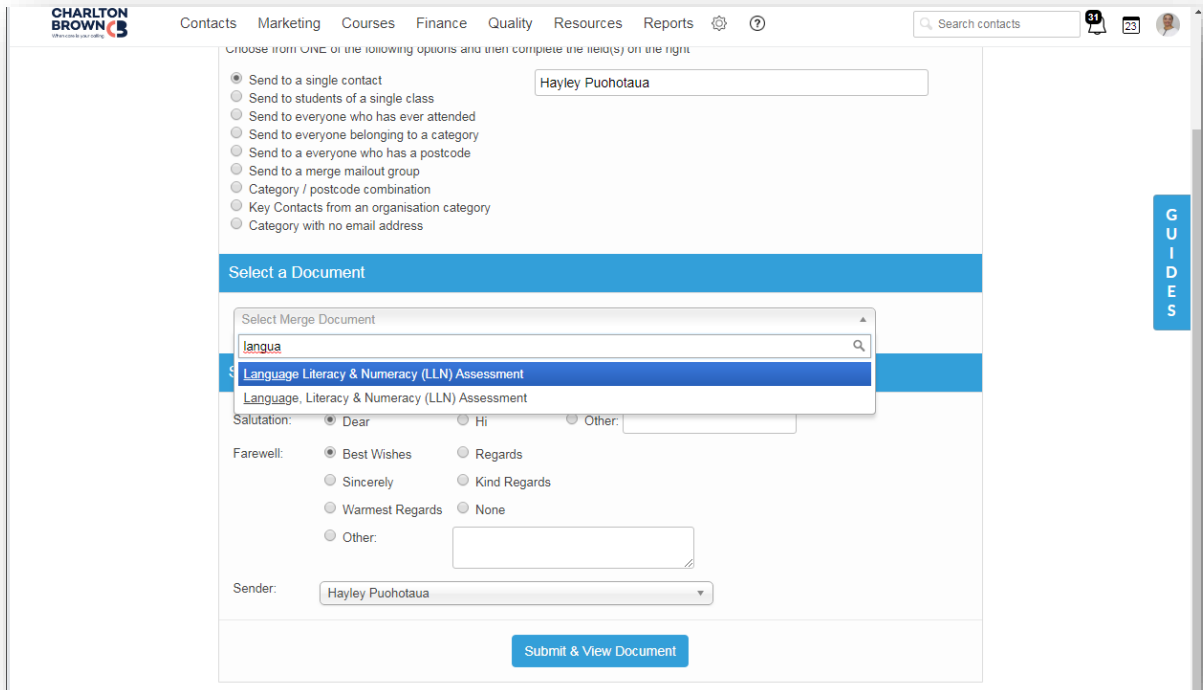 CHARLTON
BROWN CB
When care is your calling
Contacts Marketing Courses Finance Quality Resources Reports ? Search contacts 31 23
Choose from ONE of the following options and then complete the field(s) on the right
Send to a single contact Hayley Puohotaua
Send to students of a single class
Send to everyone who has ever attended
Send to everyone belonging to a category
Send to a everyone who has a postcode
Send to a merge mailout group
Category / postcode combination
Key Contacts from an organisation category
Category with no email address
GUIDES
Select a Document
Select Merge Document
langua
S
Language Literacy & Numeracy (LLN) Assessment
Language, Literacy & Numeracy (LLN) Assessment
Salutation: Dear Hi Other:
Farewell: Best Wishes Regards
Sincerely Kind Regards
Warmest Regards None
Other:
Sender: Hayley Puohotaua
Submit & View Document